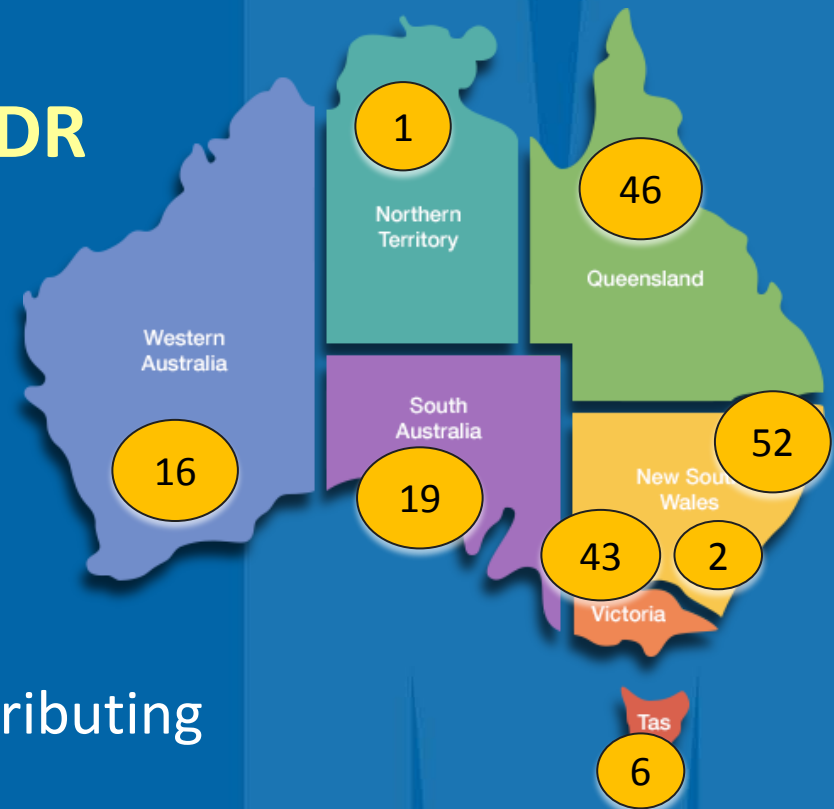 DR
1
46
Northern
Territory
Queensland
Western
Australia
South
Australia
52
16
19
New Sou
Wales
43
2
Victoria
ributing
Tas
6